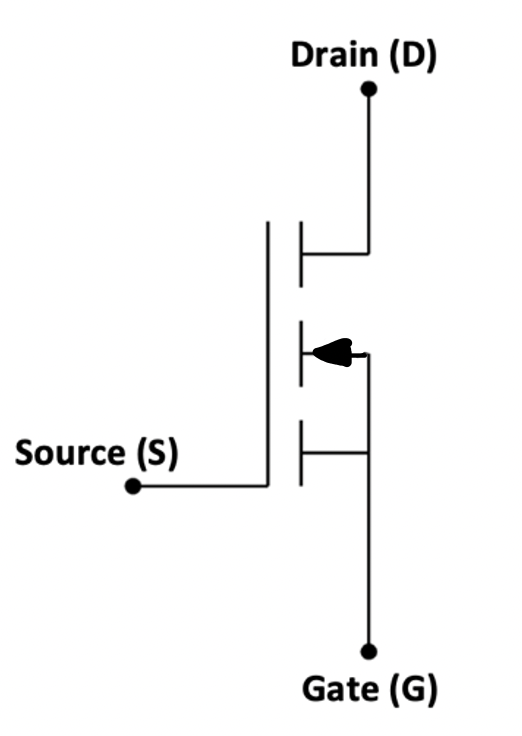 Drain (D)
Source (S)
Gate (G)